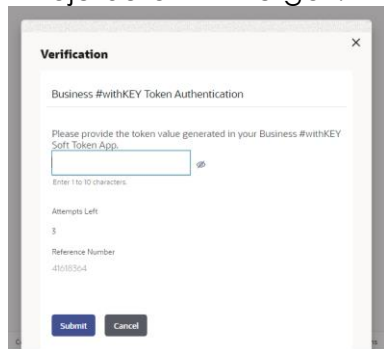 Verification
Business #withKEY Token Authentication
Please provide the token value generated in your Business #withKEY
Soft Token App.
Enter 1 to 10 characters.
Attempts Left
3
Reference Number
41618364
Submit Cancel